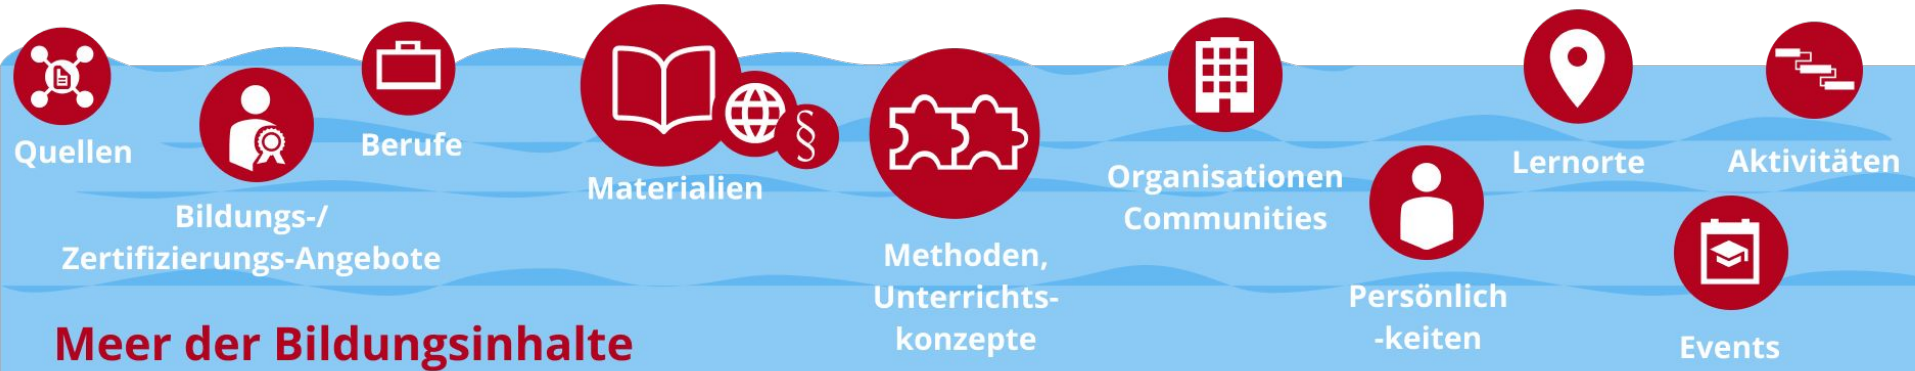 Quellen
Bildungs-/
Zertifizierungs-Angebote
Berufe
Materialien
§
Methoden,
Unterrichts-
konzepte
Organisationen
Communities
Persönlich
-keiten
Lernorte
Events
Aktivitäten
Meer der Bildungsinhalte